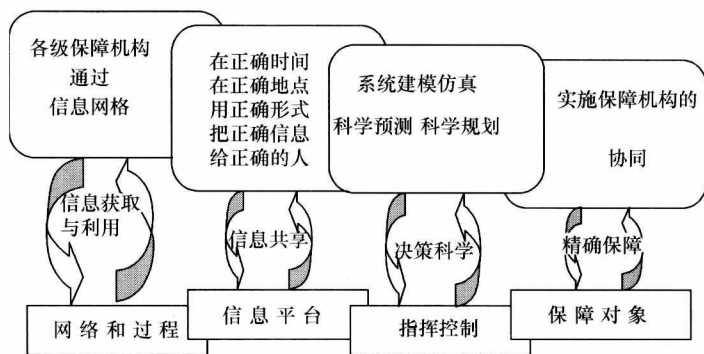 各级保障机构
通过
信息网格
在正确时间
在正确地点
用正确形式
把正确信息
给正确的人
系统建模仿真
科学预测 科学规划
实施保障机构的
协同
信息获取
与利用
信息共享
决策科学
精确保障
网络和过程
信息平台
指挥控制
保障对象